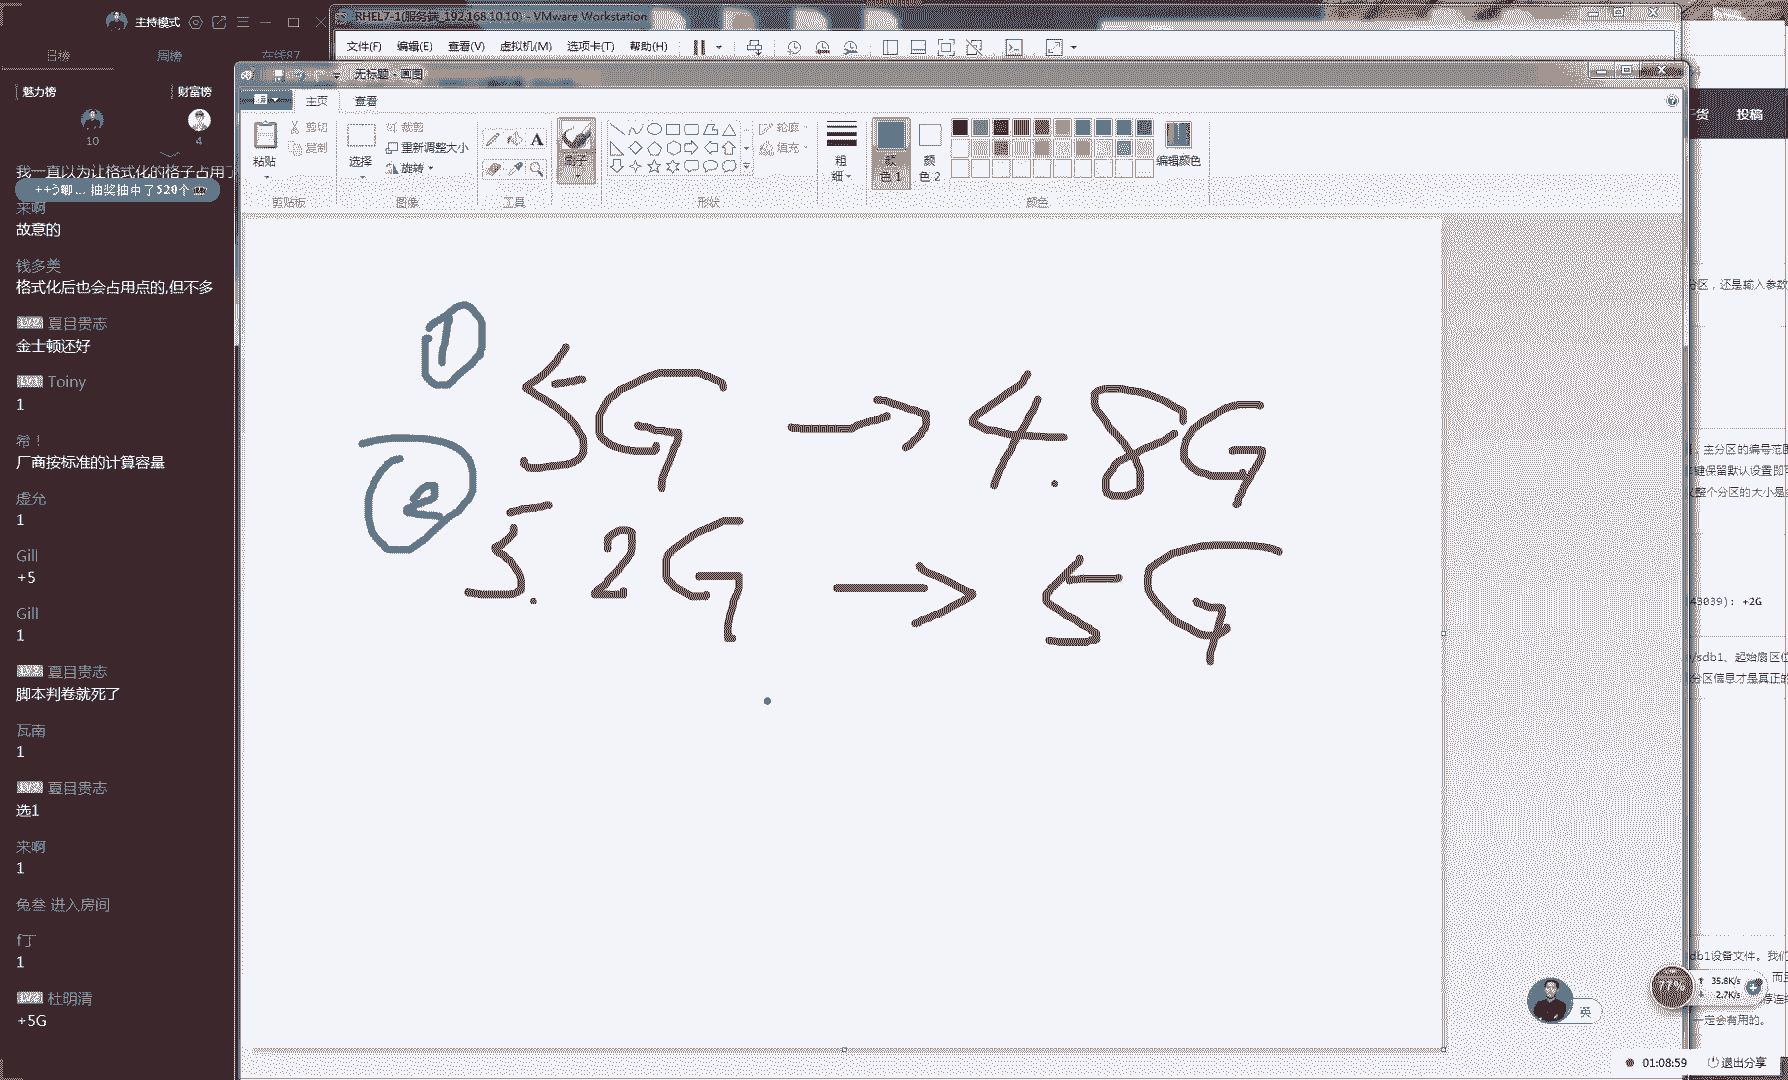 主持模式
RHEL7-1(服务端_192.168.10.10) - VMware Workstation
文件(F) 编辑(E) 查看(V) 虚拟机(M) 选项卡(T) 帮助(H)
日榜 周榜 在线87
无标题 - 画图
魅力榜 财富榜
10 4
主页 查看
粘贴 剪切 复制
剪贴板
选择 裁剪 重新调整大小 旋转
图像
工具
刷子
形状
轮廓 填充
粗细
颜色 1
颜色 2
编辑颜色
颜色
货 投稿
我一直以为让格式化的格子占用了
抽奖抽中了520个
来啊
故意的
钱多美
格式化后也会占用点的,但不多
夏目贵志
金士顿还好
Toiny
1
希！
厂商按标准的计算容量
虚允
1
Gill
+5
Gill
1
夏目贵志
脚本判卷就死了
瓦南
1
夏目贵志
选1
来啊
1
兔叁 进入房间
f丁
1
杜明清
+5G
① 5G → 4.8G
② 5.2G → 5G
分区，还是输入参数
主分区的编号范围
键保留默认设置即可
整个分区的大小是
43039): +2G
/sdb1、起始扇区位
分区信息才是真正的
db1设备文件。我们
一定会有用的。
77%
35.8K/s
2.7K/s
英
01:08:59 退出分享